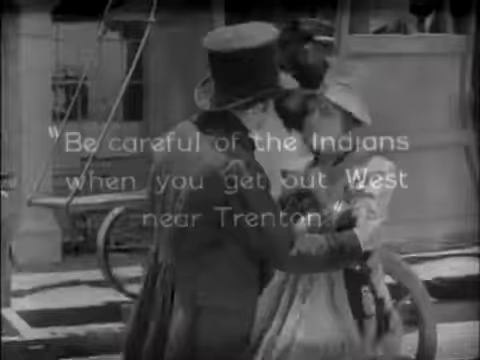 "Be careful of the Indians
when you get out West
near Trenton."